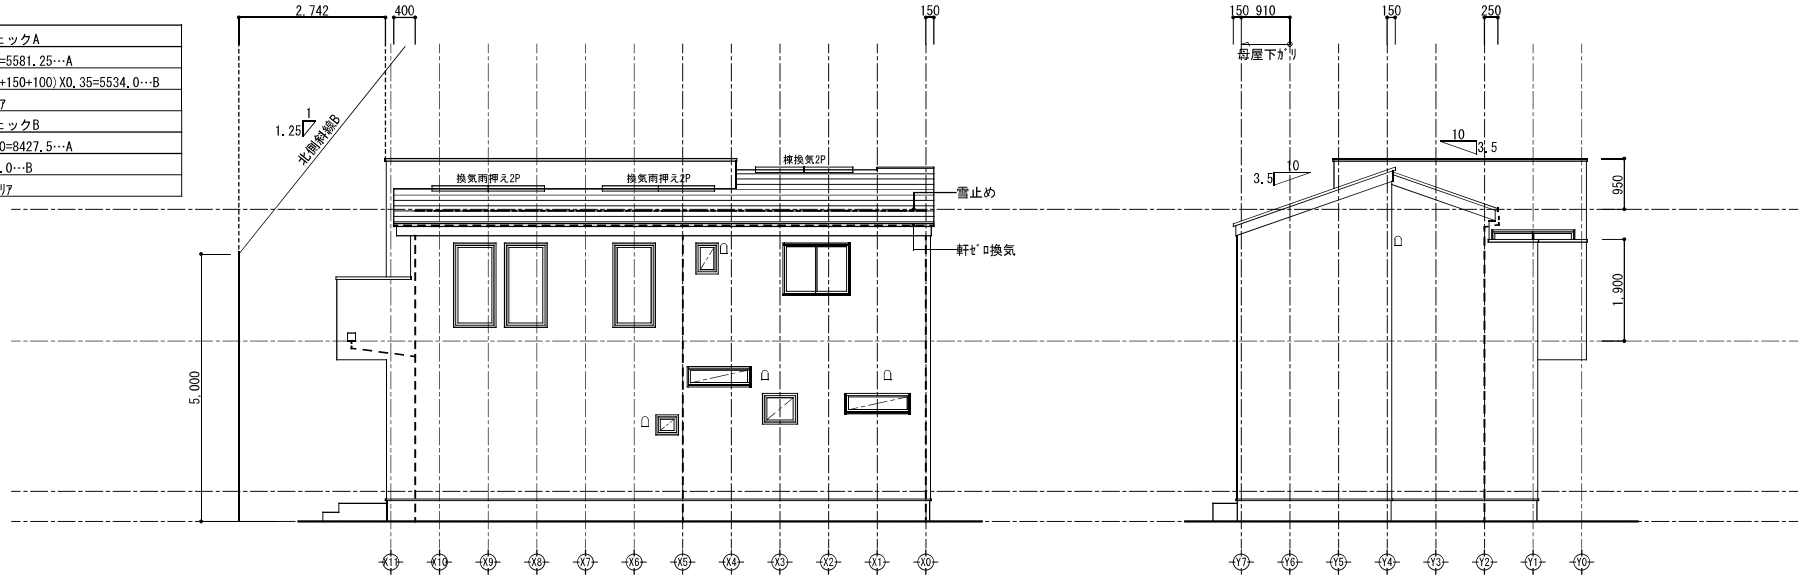 ェックA
=5581.25…A
+150+100)X0.35=5534.0…B
ェックB
0=8427.5…A
.0…B
2,742
400
150
150 910
150
250
母屋下ｶﾞﾘ
1
1.25
北側斜線B
棟換気2P
換気雨押え2P
換気雨押え2P
雪止め
軒ｾﾞﾛ換気
10
3.5
10
3.5
950
1,900
5,000
X11 X10 X9 X8 X7 X6 X5 X4 X3 X2 X1 X0
Y7 Y6 Y5 Y4 Y3 Y2 Y1 Y0